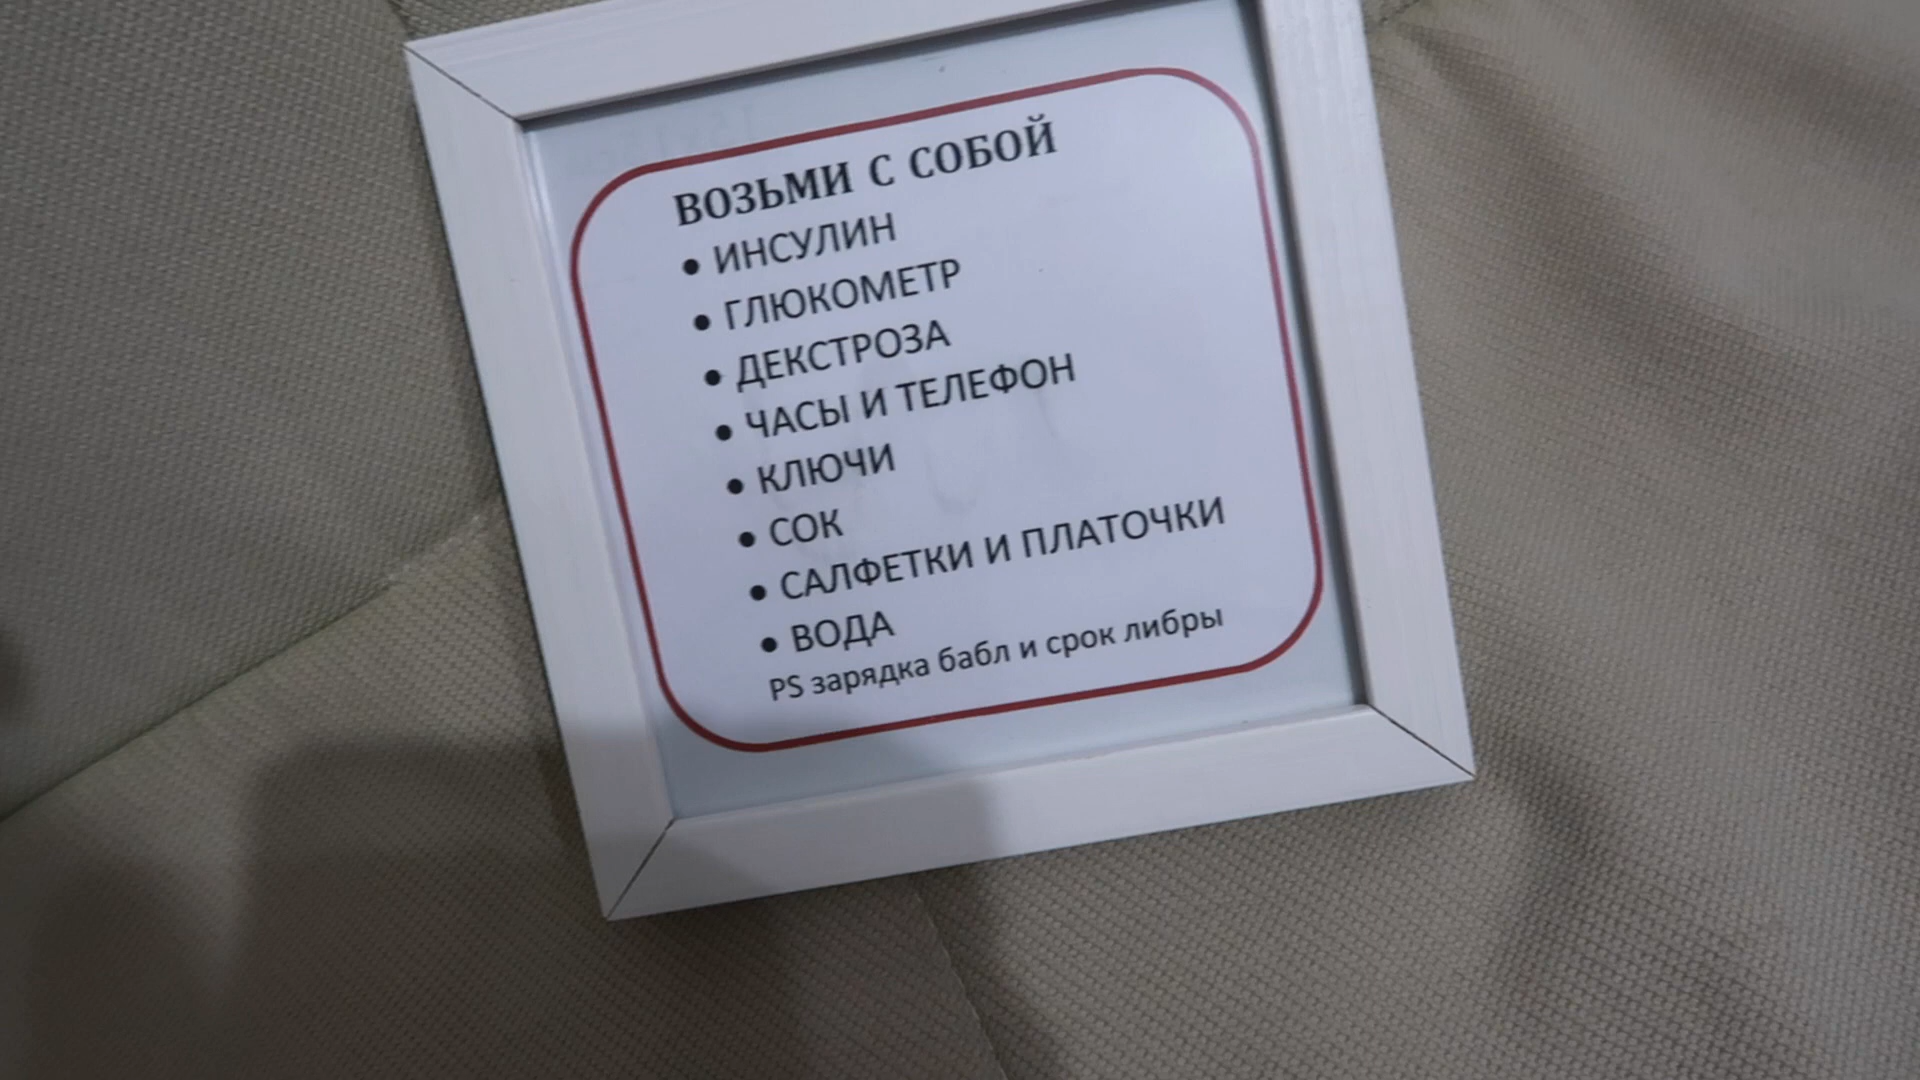 ВОЗЬМИ С СОБОЙ
• ИНСУЛИН
• ГЛЮКОМЕТР
• ДЕКСТРОЗА
• ЧАСЫ И ТЕЛЕФОН
• КЛЮЧИ
• СОК
• САЛФЕТКИ И ПЛАТОЧКИ
• ВОДА
PS зарядка бабл и срок либры